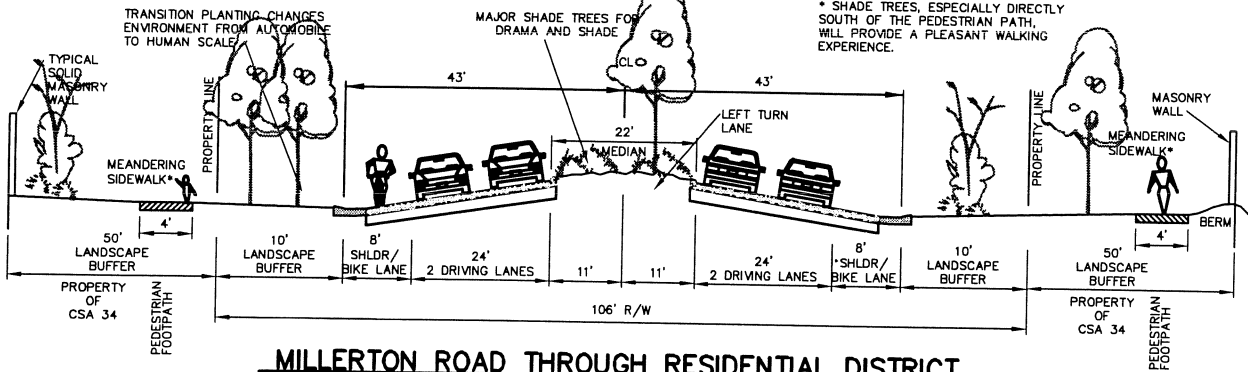 TRANSITION PLANTING CHANGES
ENVIRONMENT FROM AUTOMOBILE
TO HUMAN SCALE
MAJOR SHADE TREES FOR
DRAMA AND SHADE
* SHADE TREES, ESPECIALLY DIRECTLY
SOUTH OF THE PEDESTRIAN PATH,
WILL PROVIDE A PLEASANT WALKING
EXPERIENCE.
TYPICAL
SOLID
MASONRY
WALL
PROPERTY LINE
CL
43'
43'
LEFT TURN
LANE
22'
MEDIAN
PROPERTY LINE
MASONRY
WALL
MEANDERING
SIDEWALK*
MEANDERING
SIDEWALK*
BERM
4'
4'
50'
LANDSCAPE
BUFFER
10'
LANDSCAPE
BUFFER
8'
SHLDR/
BIKE LANE
24'
2 DRIVING LANES
11'
11'
24'
2 DRIVING LANES
8'
SHLDR/
BIKE LANE
10'
LANDSCAPE
BUFFER
50'
LANDSCAPE
BUFFER
PROPERTY
OF
CSA 34
PEDESTRIAN
FOOTPATH
106' R/W
PROPERTY
OF
CSA 34
PEDESTRIAN
FOOTPATH
MILLERTON ROAD THROUGH RESIDENTIAL DISTRICT